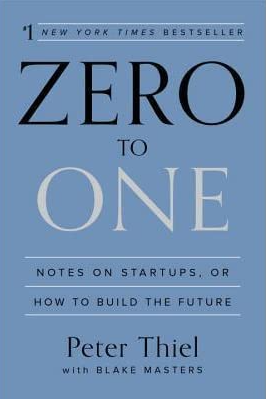 #1 NEW YORK TIMES BESTSELLER
ZERO
TO
ONE
NOTES ON STARTUPS, OR
HOW TO BUILD THE FUTURE
Peter Thiel
with BLAKE MASTERS